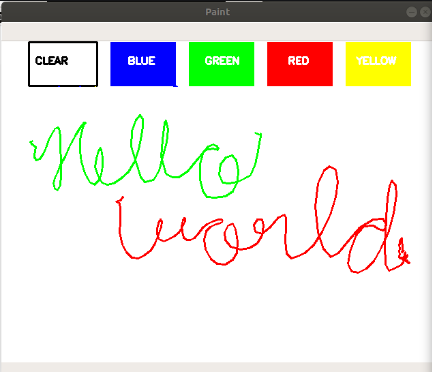 Paint
CLEAR BLUE GREEN RED YELLOW
Hello
World